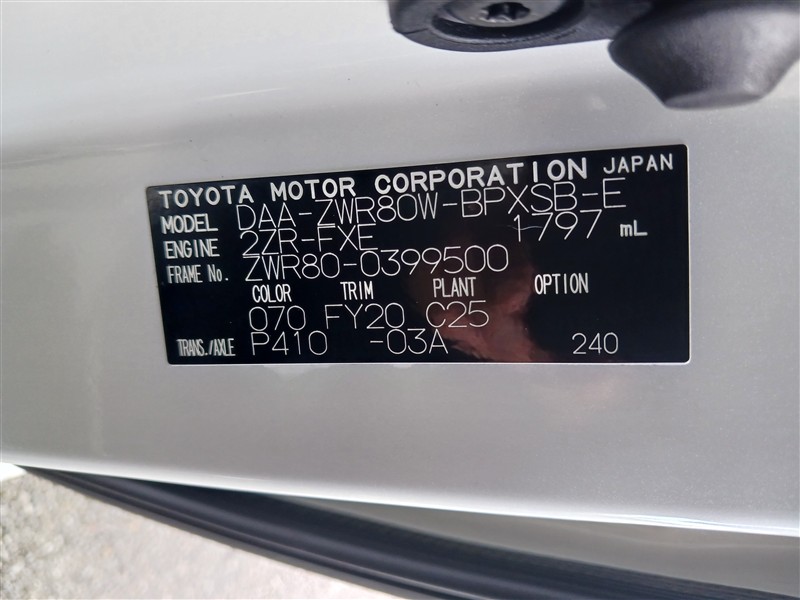 TOYOTA MOTOR CORPORATION JAPAN
MODEL DAA-ZWR80W-BPXSB-E
ENGINE 2ZR-FXE 1797 mL
FRAME No. ZWR80-0399500
COLOR TRIM PLANT OPTION
070 FY20 C25
TRANS./AXLE P410 -03A 240